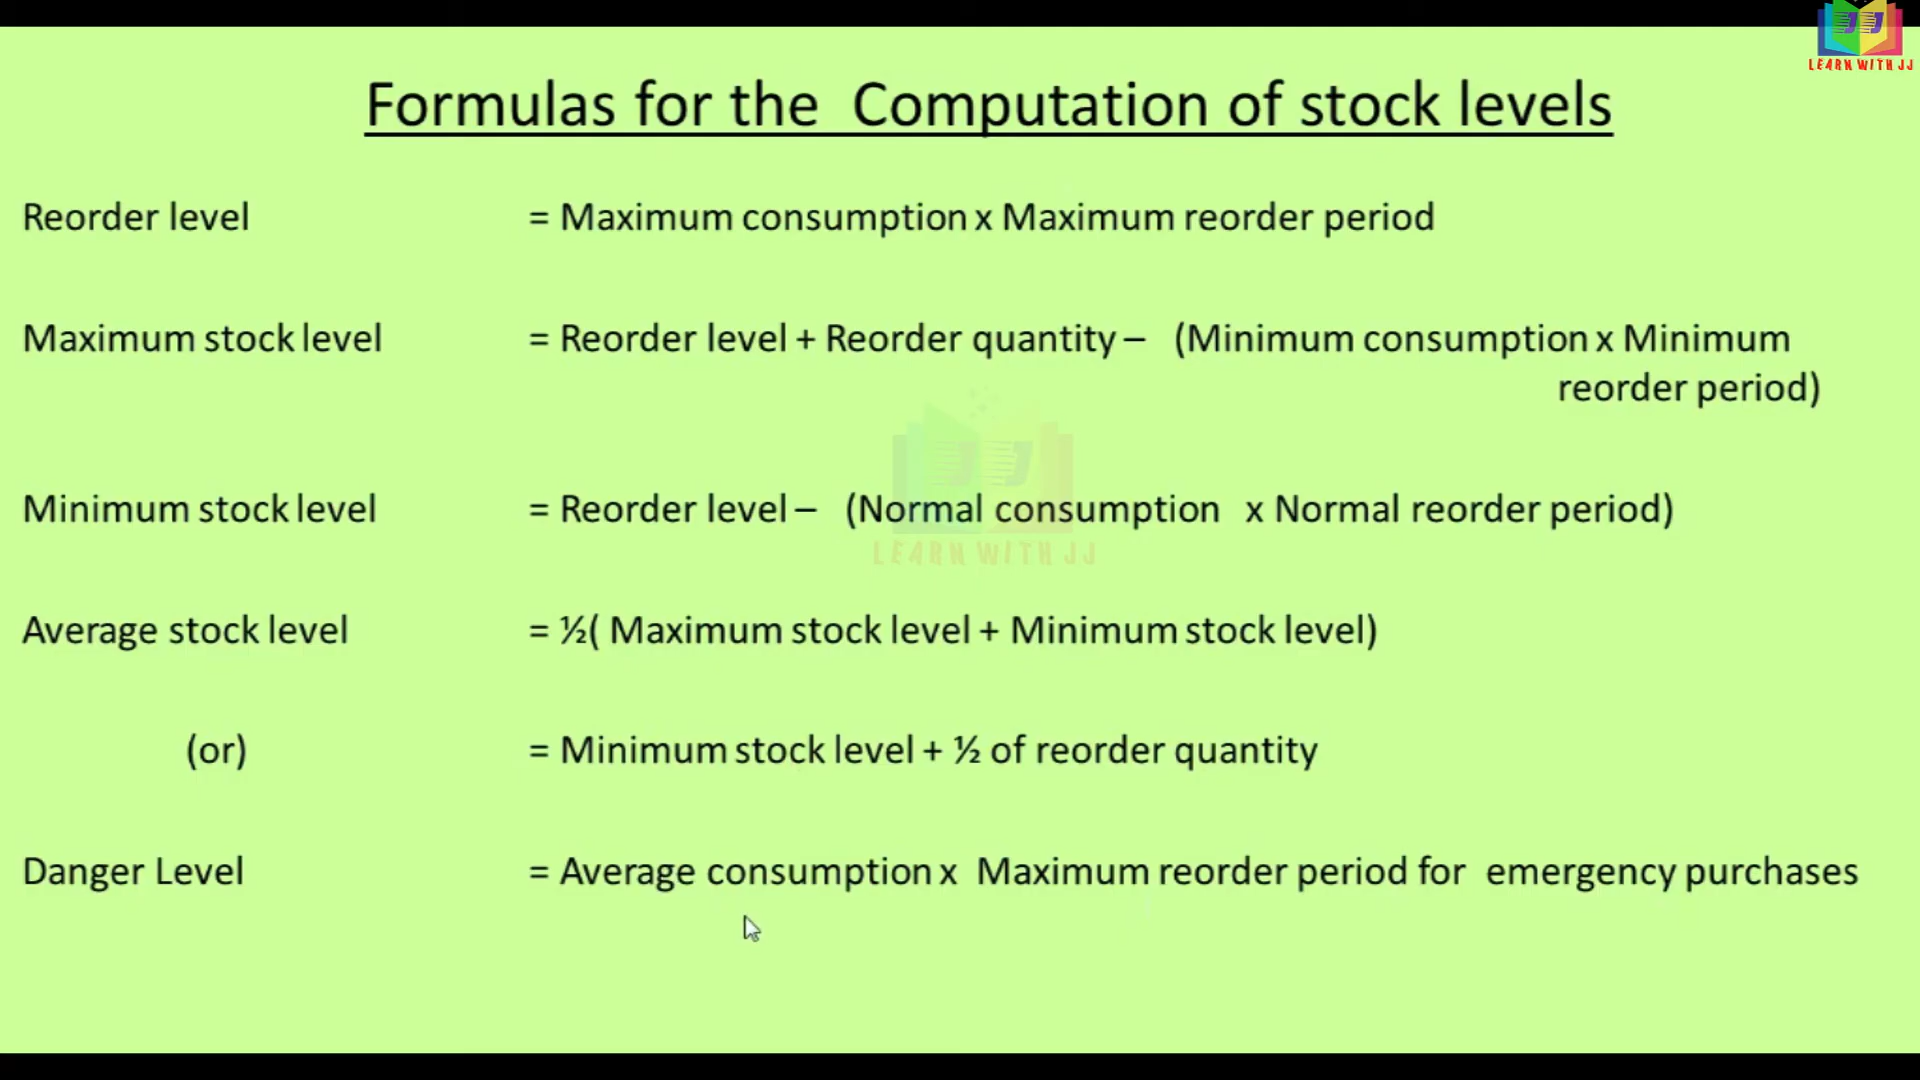 LEARN WITH JJ
Formulas for the Computation of stock levels
Reorder level = Maximum consumption x Maximum reorder period
Maximum stock level = Reorder level + Reorder quantity – (Minimum consumption x Minimum
reorder period)
Minimum stock level = Reorder level – (Normal consumption x Normal reorder period)
LEARN WITH JJ
Average stock level = ½( Maximum stock level + Minimum stock level)
(or) = Minimum stock level + ½ of reorder quantity
Danger Level = Average consumption x Maximum reorder period for emergency purchases